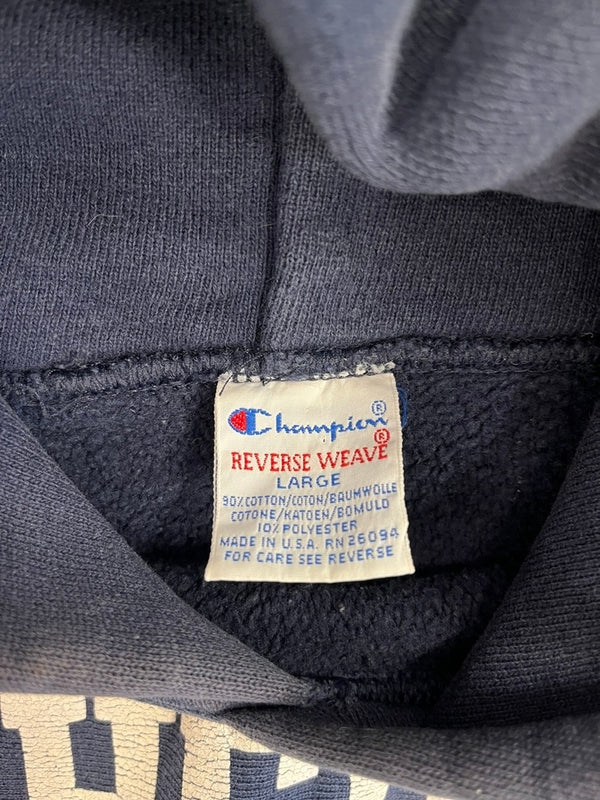 Champion®
REVERSE WEAVE®
LARGE
90% COTTON/COTON/BAUMWOLLE
COTONE/KATOEN/BOMULD
10% POLYESTER
MADE IN U.S.A. RN 26094
FOR CARE SEE REVERSE